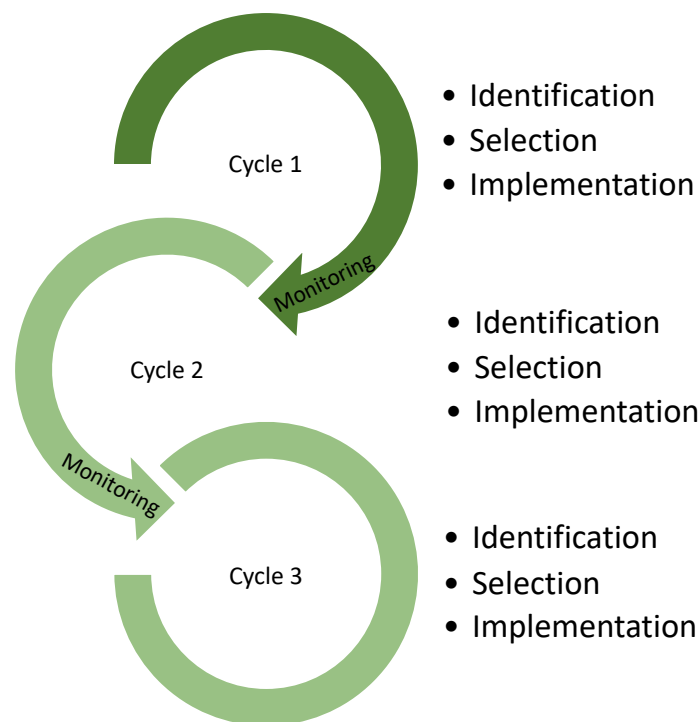 Cycle 1
• Identification
• Selection
• Implementation
Monitoring
Cycle 2
• Identification
• Selection
• Implementation
Monitoring
Cycle 3
• Identification
• Selection
• Implementation